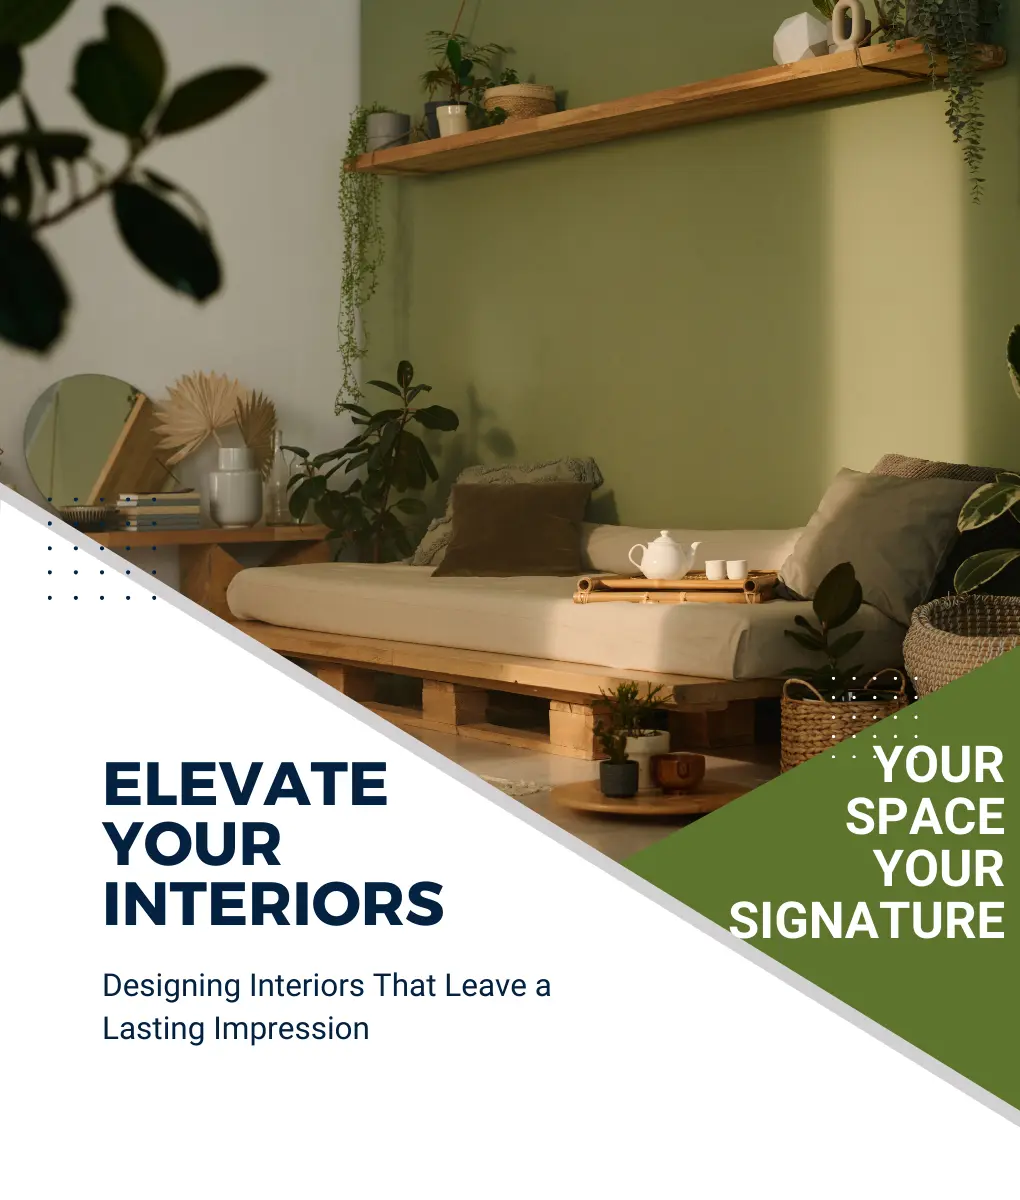 ELEVATE
YOUR
INTERIORS
Designing Interiors That Leave a
Lasting Impression
YOUR
SPACE
YOUR
SIGNATURE